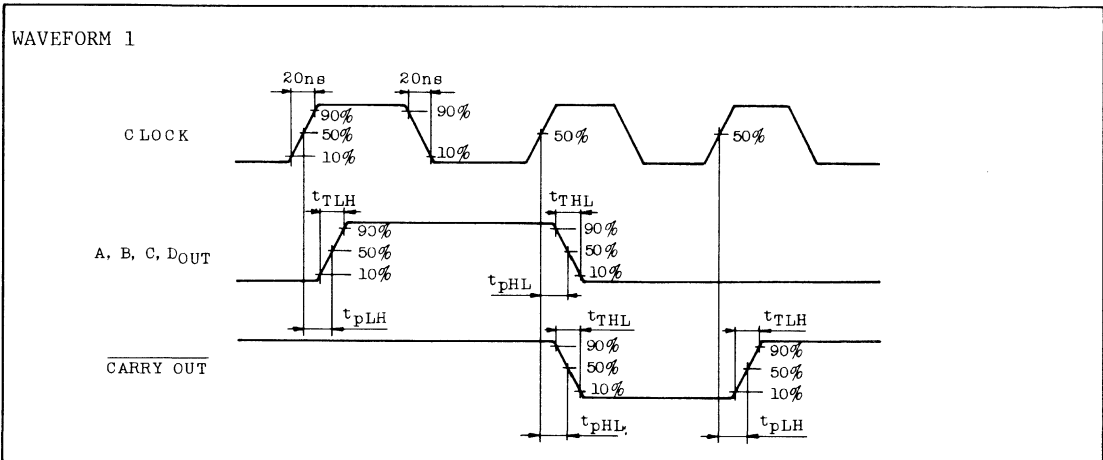 WAVEFORM 1
20ns 20ns
90% 90%
CLOCK 50% 50% 50%
10% 10%
tTLH tTHL
90% 90%
A, B, C, DOUT 50% 50%
10% 10%
tpHL
tpLH tTHL tTLH
90% 90%
CARRY OUT 50% 50%
10% 10%
tpHL tpLH